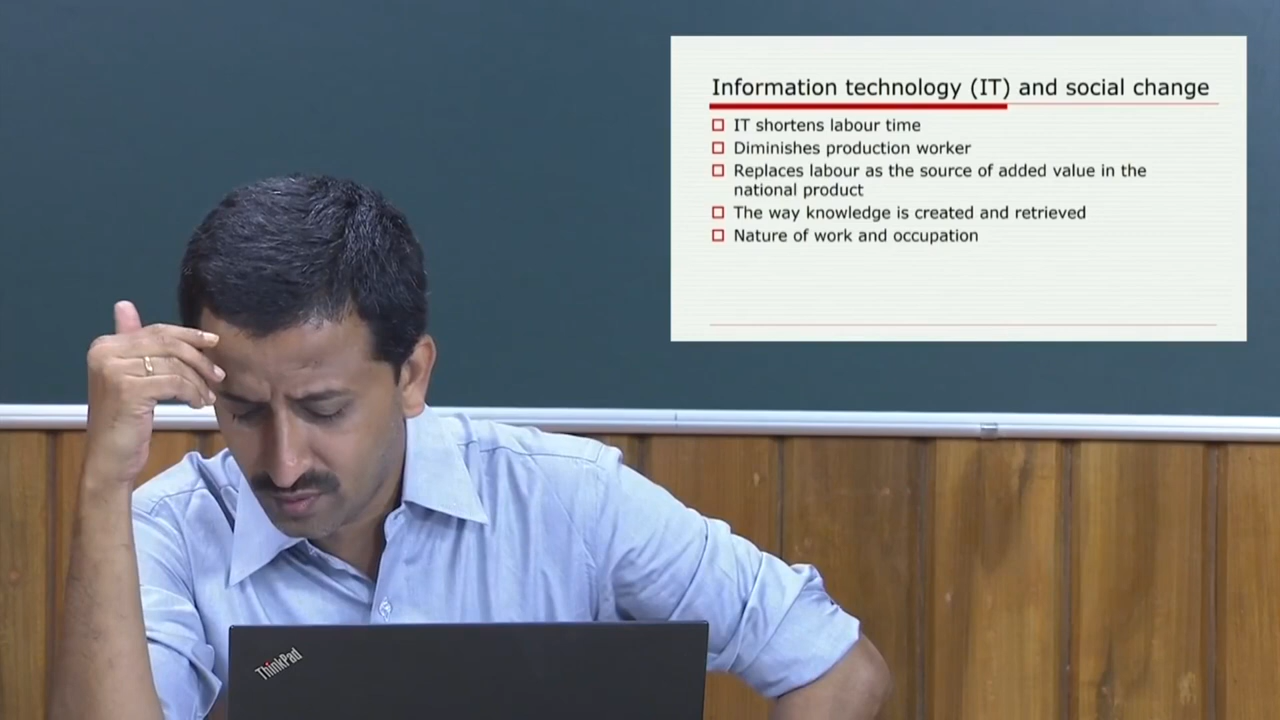 Information technology (IT) and social change
IT shortens labour time
Diminishes production worker
Replaces labour as the source of added value in the
national product
The way knowledge is created and retrieved
Nature of work and occupation
ThinkPad